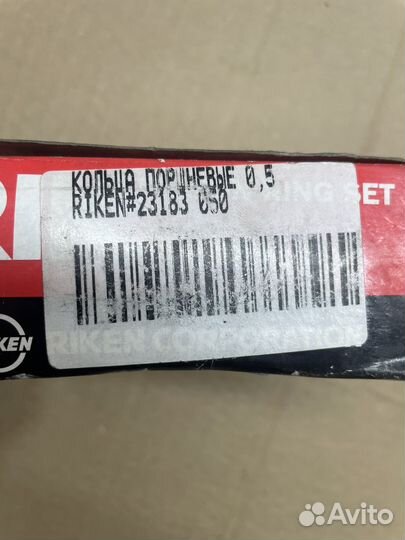 КОЛЬЦА ПОРШНЕВЫЕ 0,5
RIKEN#23183 050
RING SET
RIKEN CORPORATION
KEN
Avito